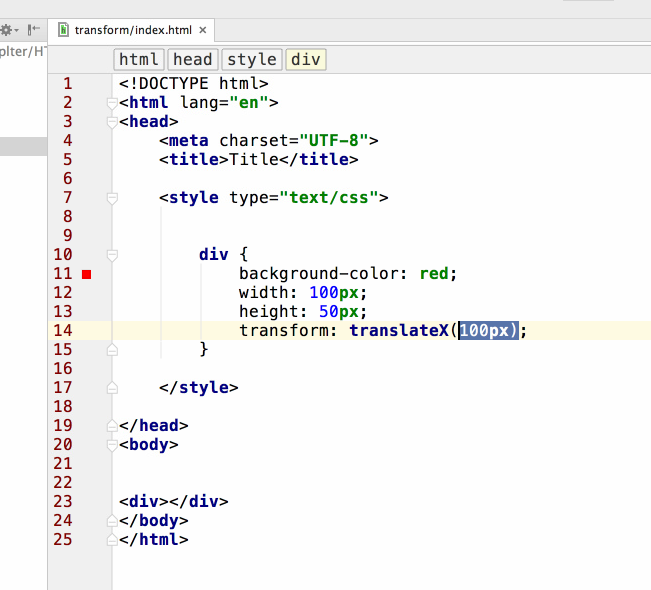 transform/index.html ×
html head style div
1 <!DOCTYPE html>
2 <html lang="en">
3 <head>
4 <meta charset="UTF-8">
5 <title>Title</title>
6
7 <style type="text/css">
8
9
10 div {
11 background-color: red;
12 width: 100px;
13 height: 50px;
14 transform: translateX(100px);
15 }
16
17 </style>
18
19 </head>
20 <body>
21
22
23 <div></div>
24 </body>
25 </html>